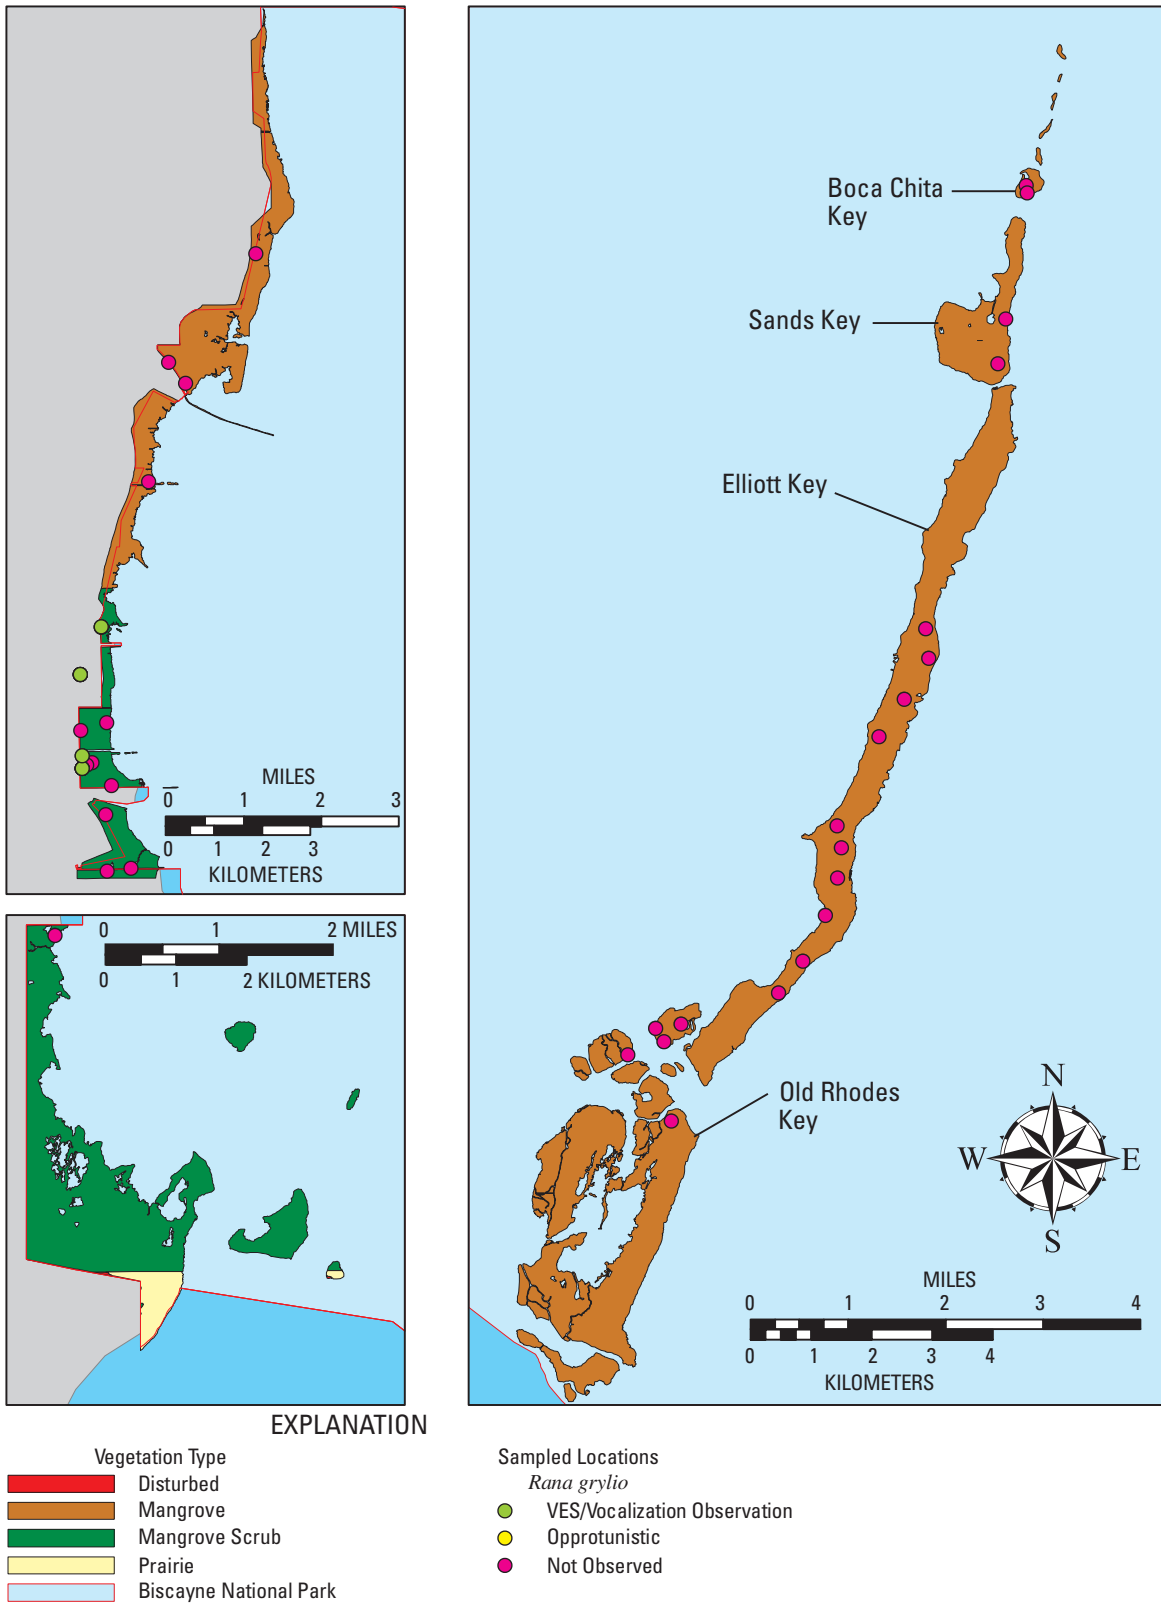 MILES
0 1 2 3
0 1 2 3
KILOMETERS
0 1 2 MILES
0 1 2 KILOMETERS
Boca Chita
Key
Sands Key
Elliott Key
Old Rhodes
Key
N
W E
S
MILES
0 1 2 3 4
0 1 2 3 4
KILOMETERS
EXPLANATION
Vegetation Type
Disturbed
Mangrove
Mangrove Scrub
Prairie
Biscayne National Park
Sampled Locations
Rana grylio
VES/Vocalization Observation
Opprotunistic
Not Observed